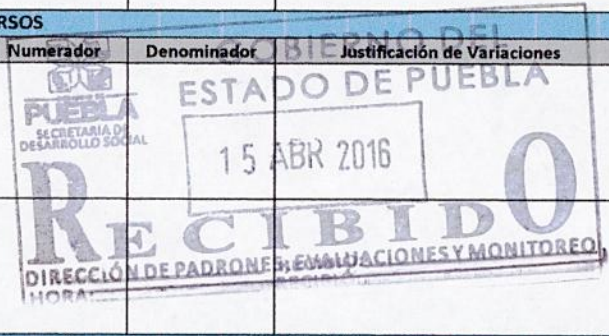 RSOS
Numerador Denominador Justificación de Variaciones
GOBIERNO DEL
ESTADO DE PUEBLA
PUEBLA
SECRETARIA DE
DESARROLLO SOCIAL
15 ABR 2016
RECIBIDO
DIRECCIÓN DE PADRONES, EVALUACIONES Y MONITOREO
HORA: